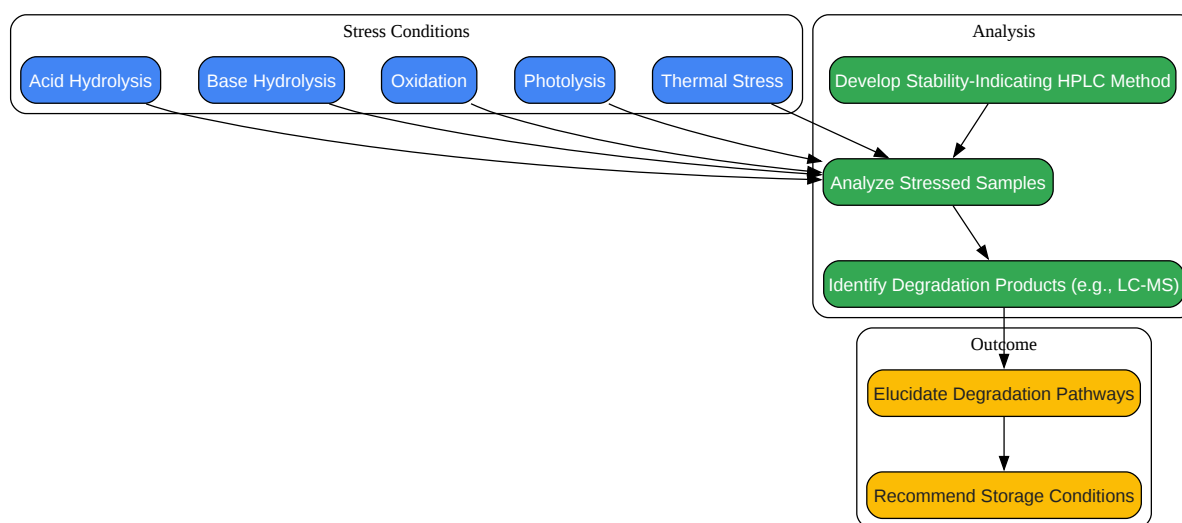 Stress Conditions
Acid Hydrolysis
Base Hydrolysis
Oxidation
Photolysis
Thermal Stress
Analysis
Develop Stability-Indicating HPLC Method
Analyze Stressed Samples
Identify Degradation Products (e.g., LC-MS)
Outcome
Elucidate Degradation Pathways
Recommend Storage Conditions